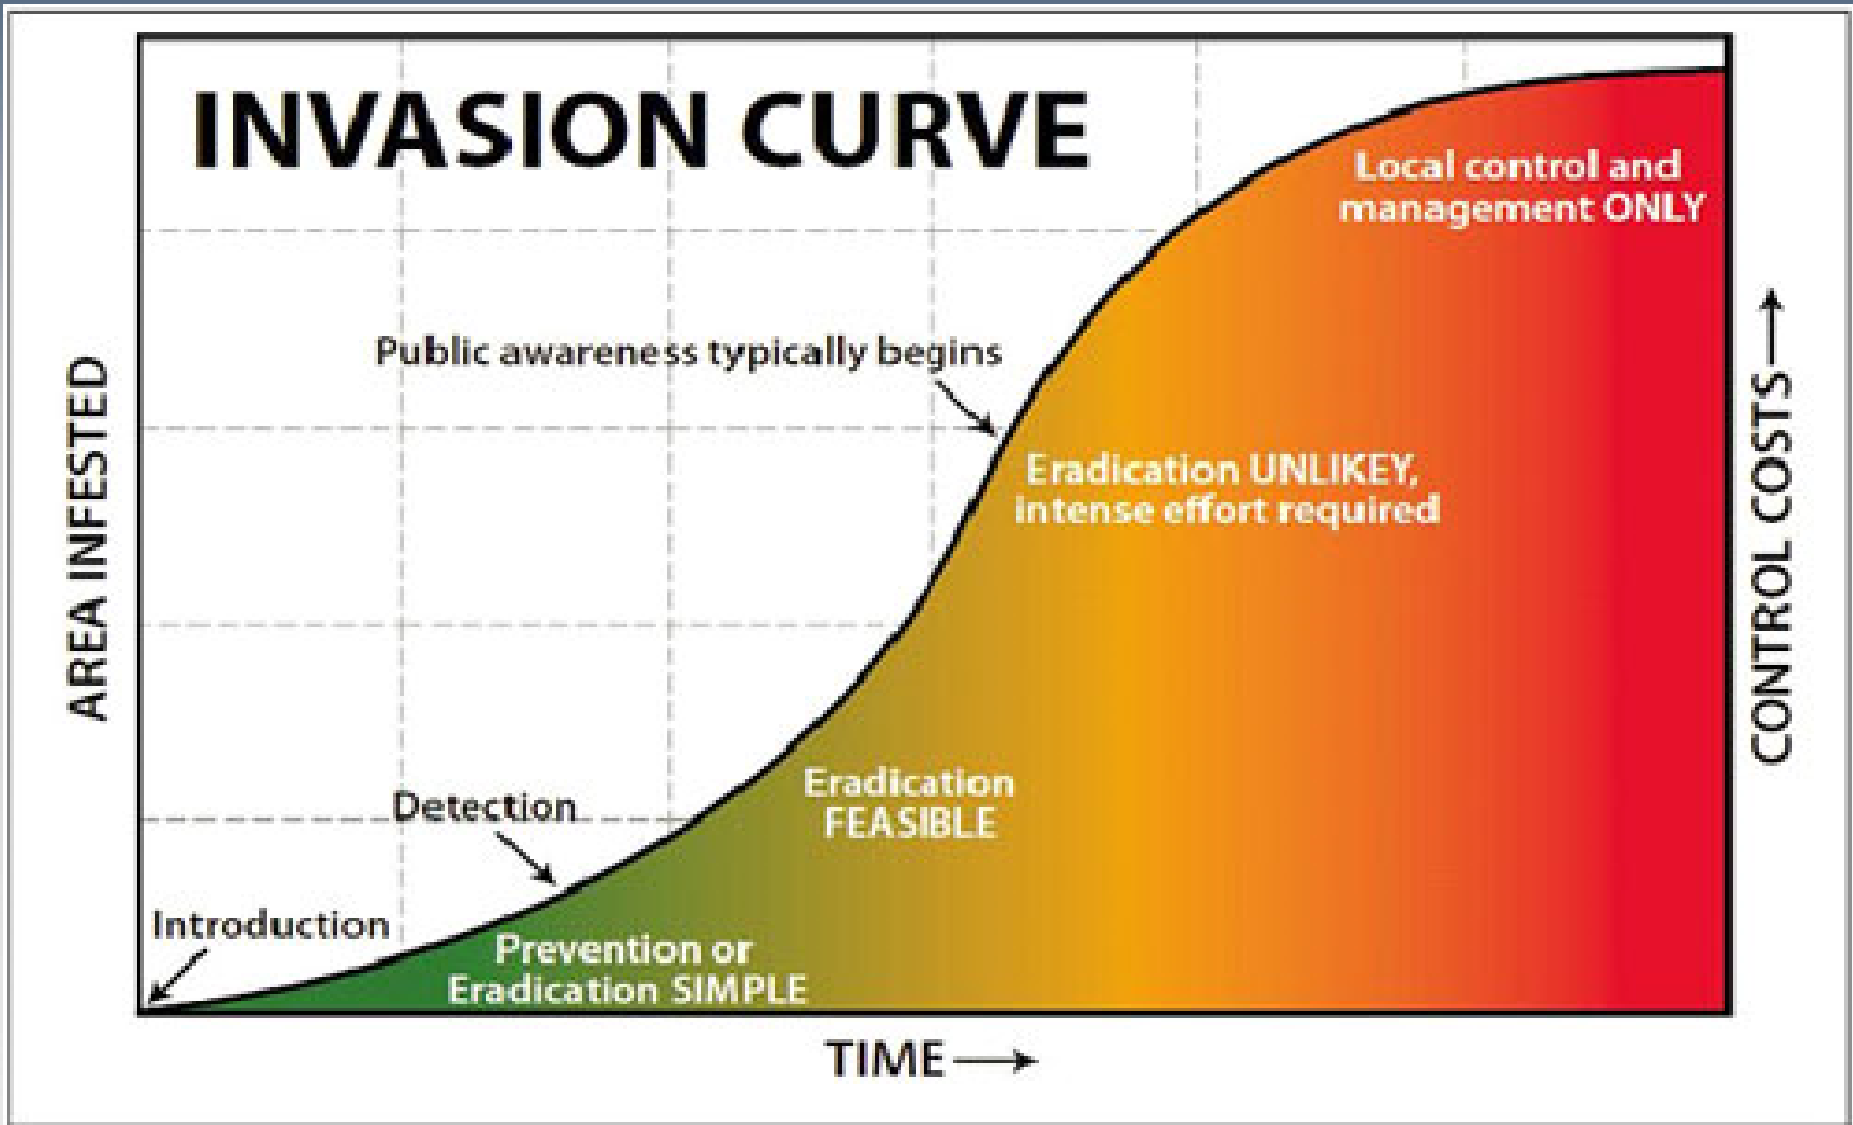 INVASION CURVE
Local control and
management ONLY
Public awareness typically begins
Eradication UNLIKEY,
intense effort required
Detection
Eradication
FEASIBLE
Introduction
Prevention or
Eradication SIMPLE
AREA INFESTED
CONTROL COSTS
TIME